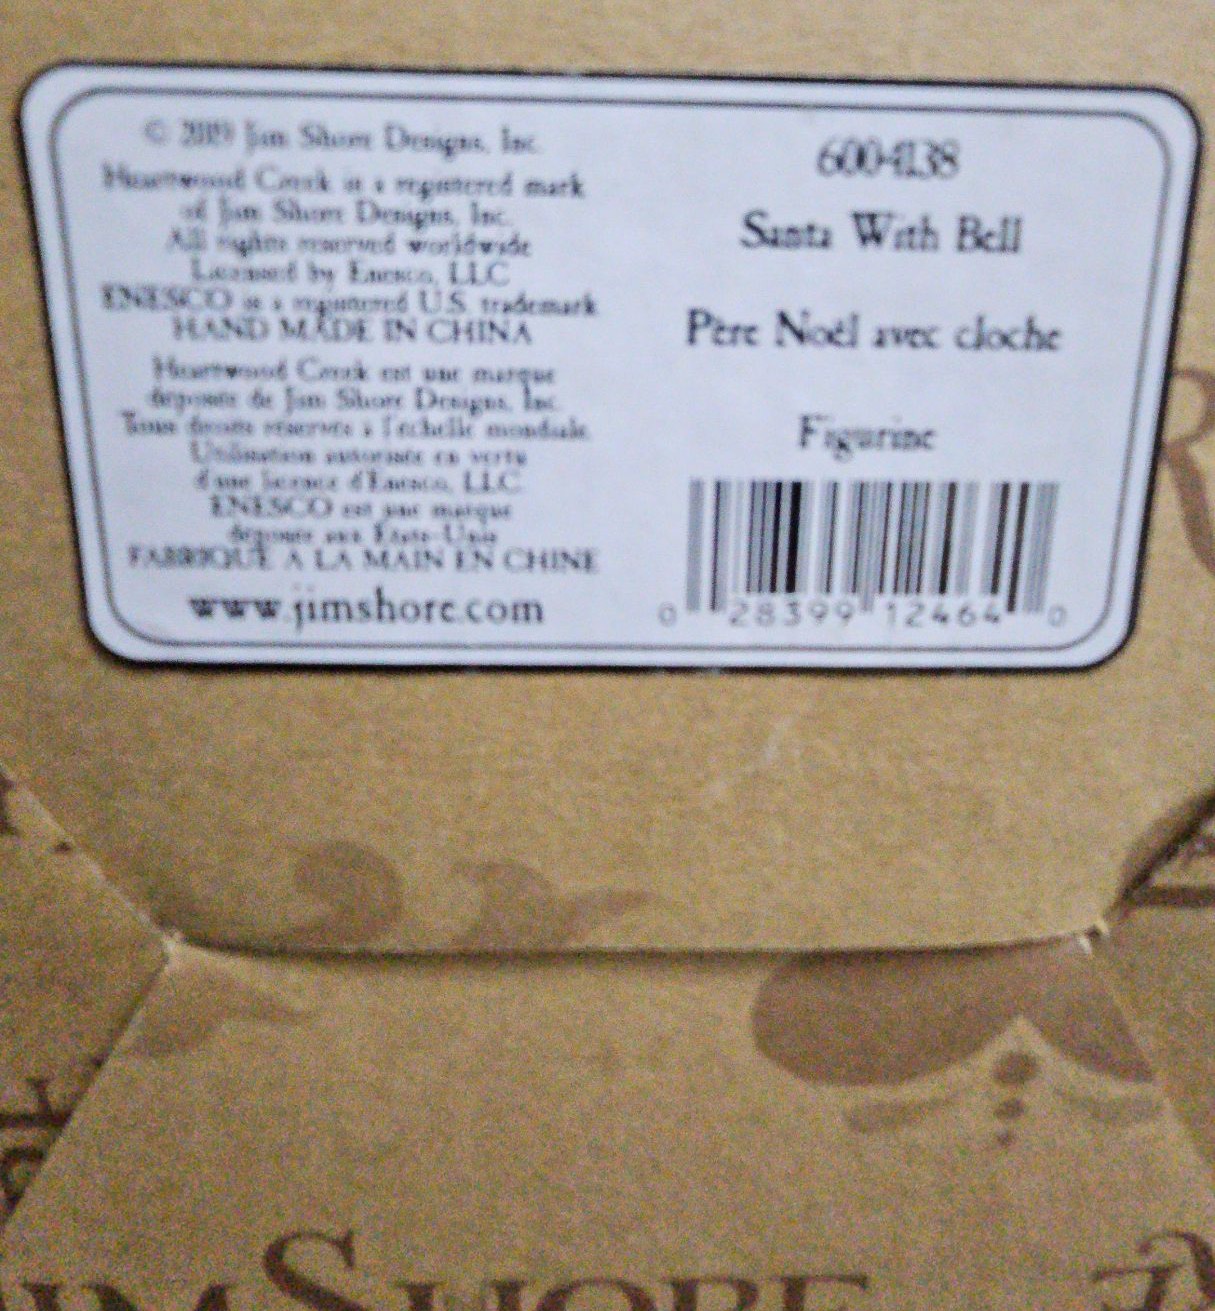 © 2019 Jim Shore Designs, Inc.
Heartwood Creek is a registered mark
of Jim Shore Designs, Inc.
All rights reserved worldwide
Licensed by Enesco, LLC
ENESCO is a registered U.S. trademark
HAND MADE IN CHINA
Heartwood Creek est une marque
déposée de Jim Shore Designs, Inc.
Tous droits réservés à l'échelle mondiale.
Utilisation autorisée en vertu
d'une licence d'Enesco, LLC
ENESCO est une marque
déposée aux États-Unis
FABRIQUÉ A LA MAIN EN CHINE
www.jimshore.com
6004138
Santa With Bell
Père Noël avec cloche
Figurine
0 28399 12464 0
JIM SHORE